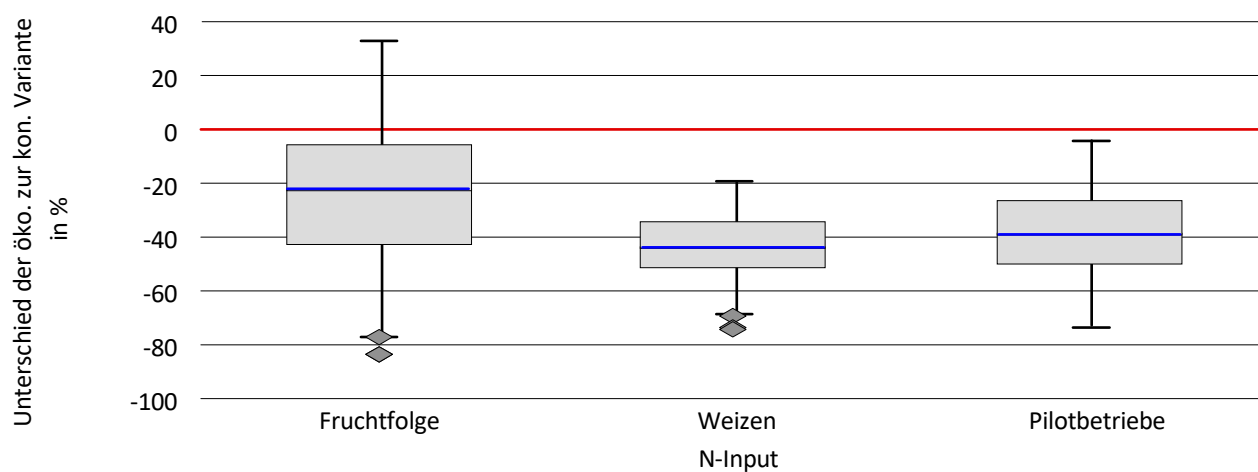 Unterschied der öko. zur kon. Variante
in %
40
20
0
-20
-40
-60
-80
-100
Fruchtfolge
Weizen
Pilotbetriebe
N-Input